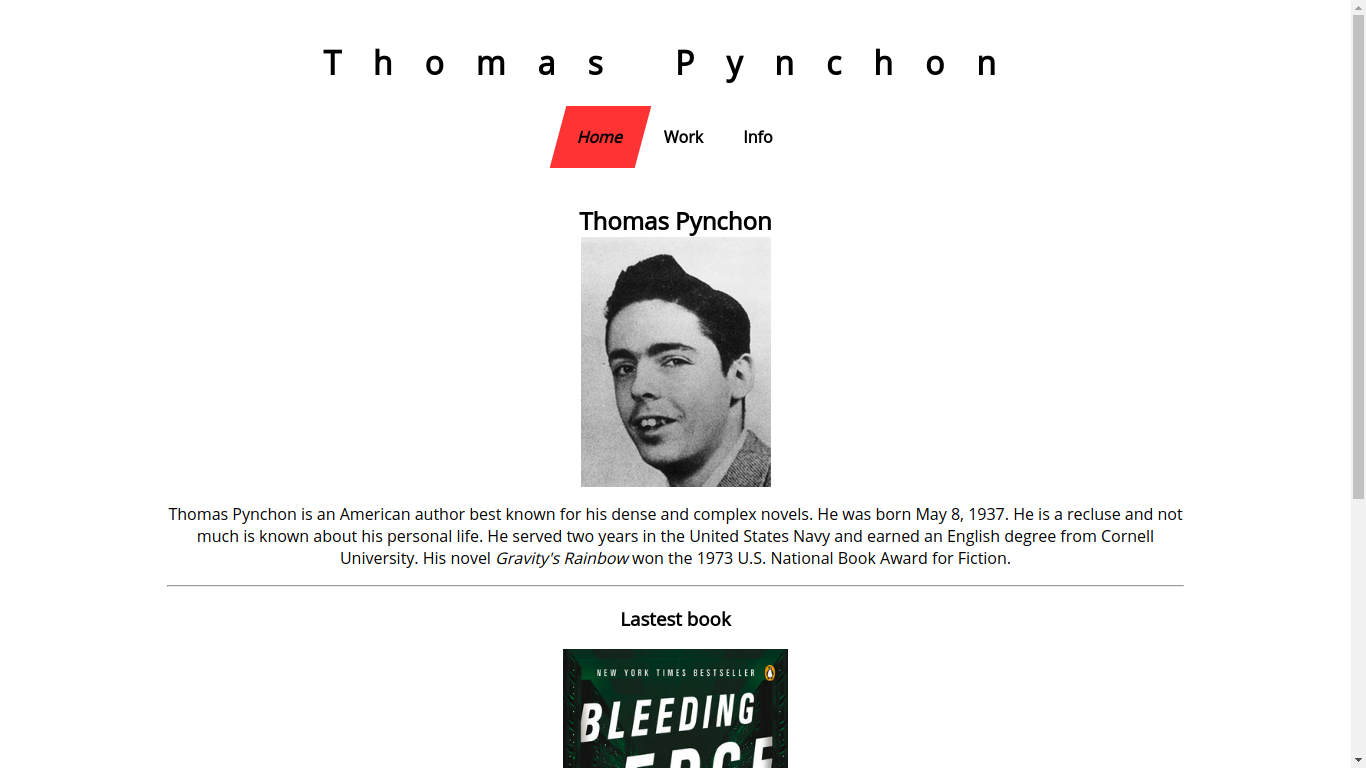 Thomas Pynchon
Home Work Info
Thomas Pynchon
Thomas Pynchon is an American author best known for his dense and complex novels. He was born May 8, 1937. He is a recluse and not
much is known about his personal life. He served two years in the United States Navy and earned an English degree from Cornell
University. His novel Gravity's Rainbow won the 1973 U.S. National Book Award for Fiction.
Lastest book
NEW YORK TIMES BESTSELLER
BLEEDING
EDGE